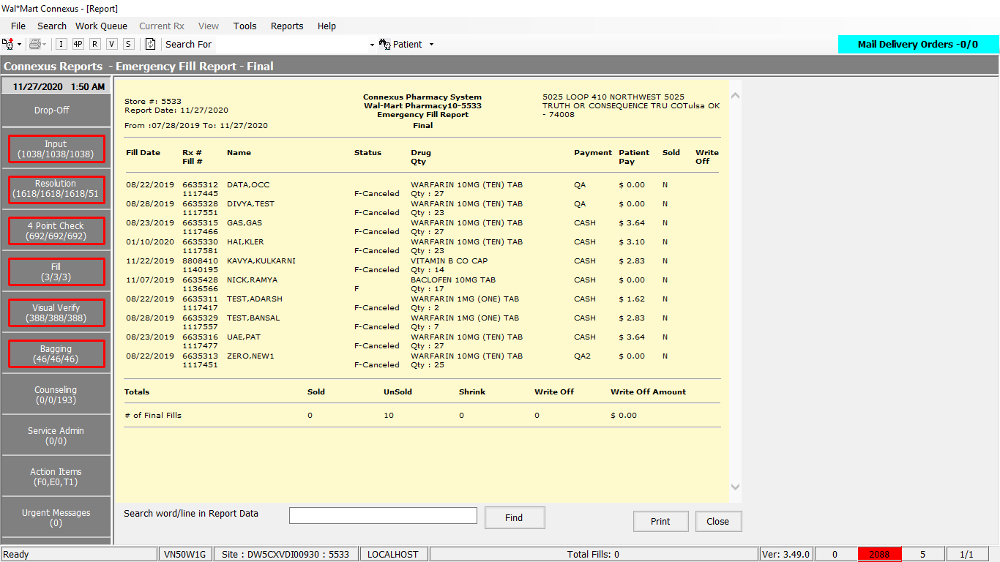 Wal*Mart Connexus - [Report]
File Search Work Queue Current Rx View Tools Reports Help
I 4P R V S Search For Patient
Mail Delivery Orders -0/0
Connexus Reports - Emergency Fill Report - Final
11/27/2020 1:50 AM
Drop-Off
Input
(1038/1038/1038)
Resolution
(1618/1618/1618/51
4 Point Check
(692/692/692)
Fill
(3/3/3)
Visual Verify
(388/388/388)
Bagging
(46/46/46)
Counseling
(0/0/193)
Service Admin
(0/0)
Action Items
(F0,E0,T1)
Urgent Messages
(0)
Store #: 5533
Report Date: 11/27/2020
From :07/28/2019 To: 11/27/2020
Connexus Pharmacy System
Wal-Mart Pharmacy10-5533
Emergency Fill Report
Final
5025 LOOP 410 NORTHWEST 5025
TRUTH OR CONSEQUENCE TRU COTulsa OK
- 74008
Fill Date Rx # Name Status Drug Payment Patient Sold Write
Fill # Qty Pay Off
08/22/2019 6635312 DATA,OCC WARFARIN 10MG (TEN) TAB QA $ 0.00 N
1117445 F-Canceled Qty : 27
08/28/2019 6635328 DIVYA,TEST WARFARIN 10MG (TEN) TAB QA $ 0.00 N
1117551 F-Canceled Qty : 23
08/23/2019 6635315 GAS,GAS WARFARIN 10MG (TEN) TAB CASH $ 3.64 N
1117466 F-Canceled Qty : 27
01/10/2020 6635330 HAI,KLER WARFARIN 10MG (TEN) TAB CASH $ 3.10 N
1117581 F-Canceled Qty : 23
11/22/2019 8808410 KAVYA,KULKARNI VITAMIN B CO CAP CASH $ 2.83 N
1140195 F-Canceled Qty : 14
11/07/2019 6635428 NICK,RAMYA BACLOFEN 10MG TAB CASH $ 0.00 N
1136566 F Qty : 17
08/22/2019 6635311 TEST,ADARSH WARFARIN 1MG (ONE) TAB CASH $ 1.62 N
1117417 F-Canceled Qty : 2
08/28/2019 6635329 TEST,BANSAL WARFARIN 1MG (ONE) TAB CASH $ 2.83 N
1117557 F-Canceled Qty : 7
08/23/2019 6635316 UAE,PAT WARFARIN 10MG (TEN) TAB CASH $ 3.64 N
1117477 F-Canceled Qty : 27
08/22/2019 6635313 ZERO,NEW1 WARFARIN 10MG (TEN) TAB QA2 $ 0.00 N
1117451 F-Canceled Qty : 25
Totals Sold UnSold Shrink Write Off Write Off Amount
# of Final Fills 0 10 0 0 $ 0.00
Search word/line in Report Data Find Print Close
Ready VN50W1G Site : DW5CXVDI00930 : 5533 LOCALHOST Total Fills: 0 Ver: 3.49.0 0 2088 5 1/1